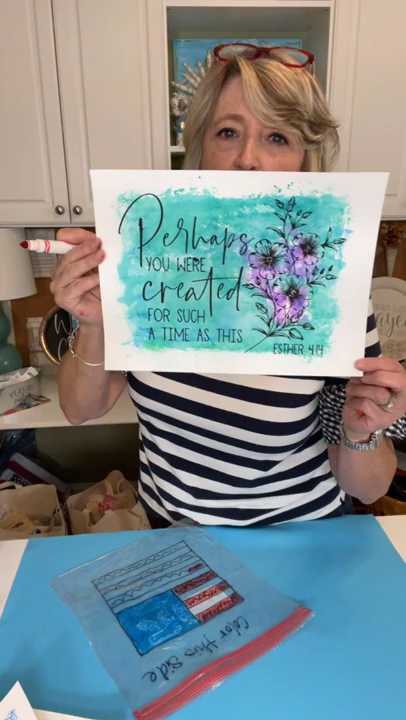 Perhaps
YOU WERE
created
FOR SUCH
A TIME AS THIS
ESTHER 4:14
Color this Side